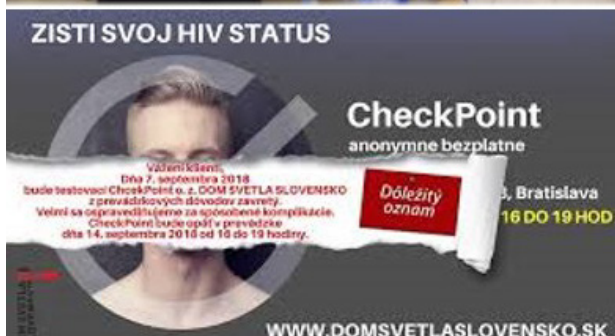 ZISTI SVOJ HIV STATUS
CheckPoint
anonymne bezplatne
Vážení klienti,
Dňa 7. septembra 2018
bude testovací CheckPoint o. z. DOM SVETLA SLOVENSKO
z prevádzkových dôvodov zavretý.
Veľmi sa ospravedlňujeme za spôsobené komplikácie.
CheckPoint bude opäť v prevádzke
dňa 14. septembra 2018 od 16 do 19 hodiny.
Dôležitý
oznam
, Bratislava
16 DO 19 HOD
WWW.DOMSVETLASLOVENSKO.SK